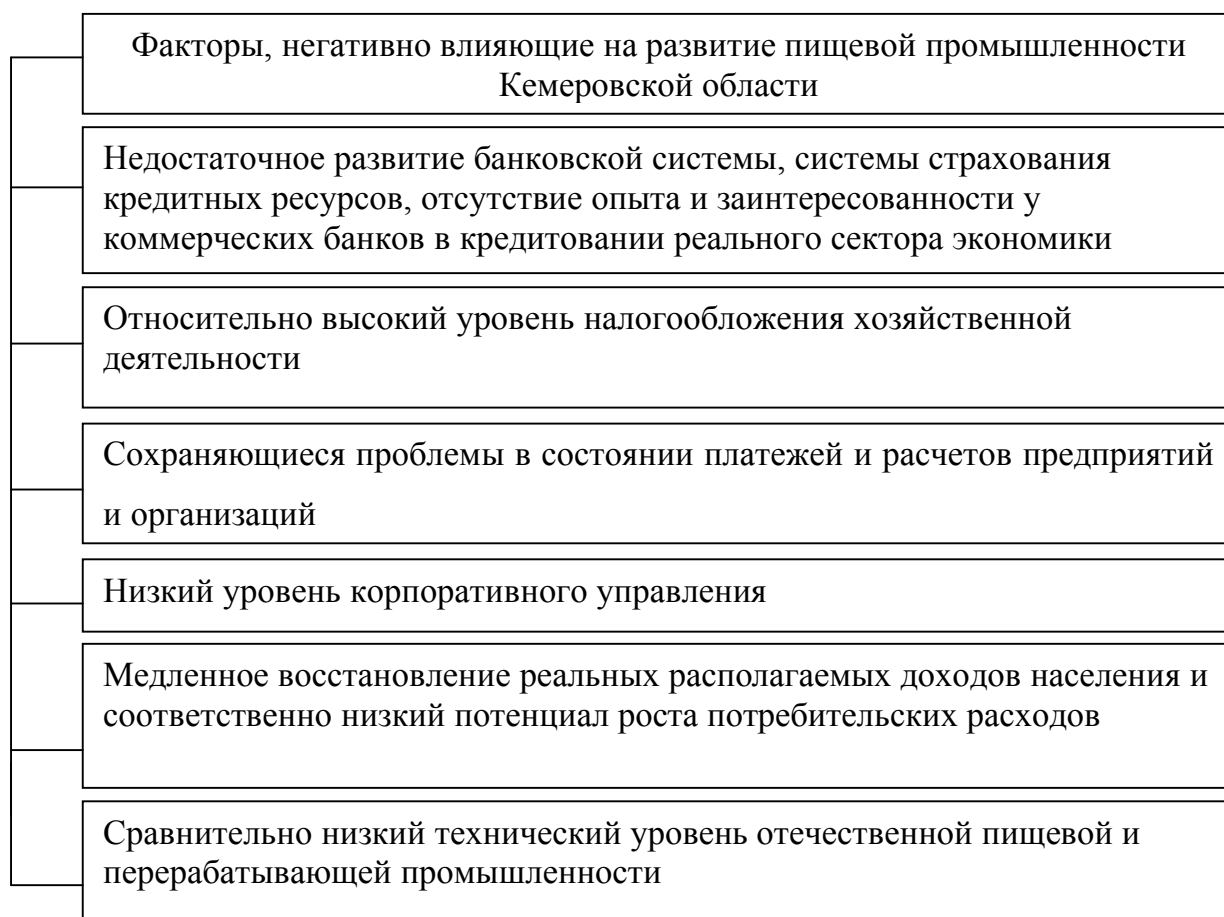 Факторы, негативно влияющие на развитие пищевой промышленности
Кемеровской области
Недостаточное развитие банковской системы, системы страхования
кредитных ресурсов, отсутствие опыта и заинтересованности у
коммерческих банков в кредитовании реального сектора экономики
Относительно высокий уровень налогообложения хозяйственной
деятельности
Сохраняющиеся проблемы в состоянии платежей и расчетов предприятий
и организаций
Низкий уровень корпоративного управления
Медленное восстановление реальных располагаемых доходов населения и
соответственно низкий потенциал роста потребительских расходов
Сравнительно низкий технический уровень отечественной пищевой и
перерабатывающей промышленности